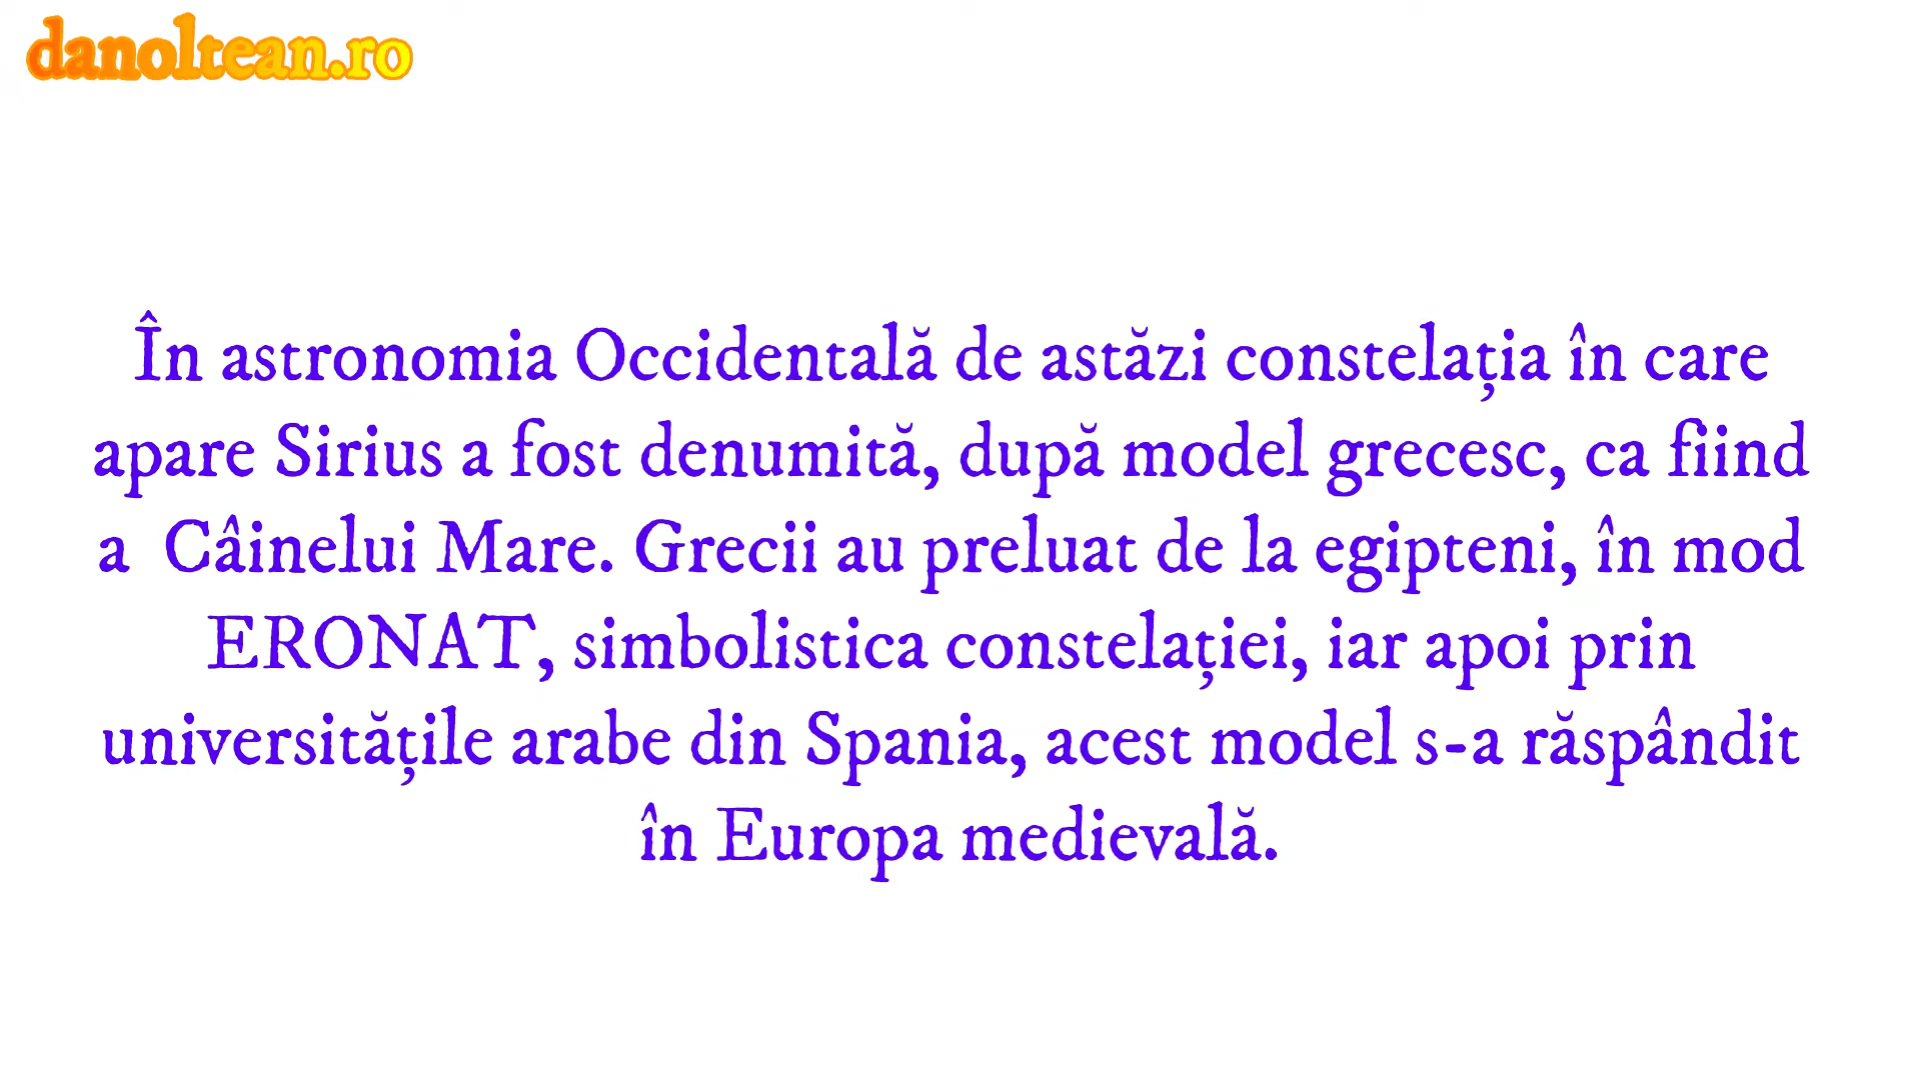 danoltean.ro
În astronomia Occidentală de astăzi constelația în care
apare Sirius a fost denumită, după model grecesc, ca fiind
a  Câinelui Mare. Grecii au preluat de la egipteni, în mod
ERONAT, simbolistica constelației, iar apoi prin
universitățile arabe din Spania, acest model s-a răspândit
în Europa medievală.